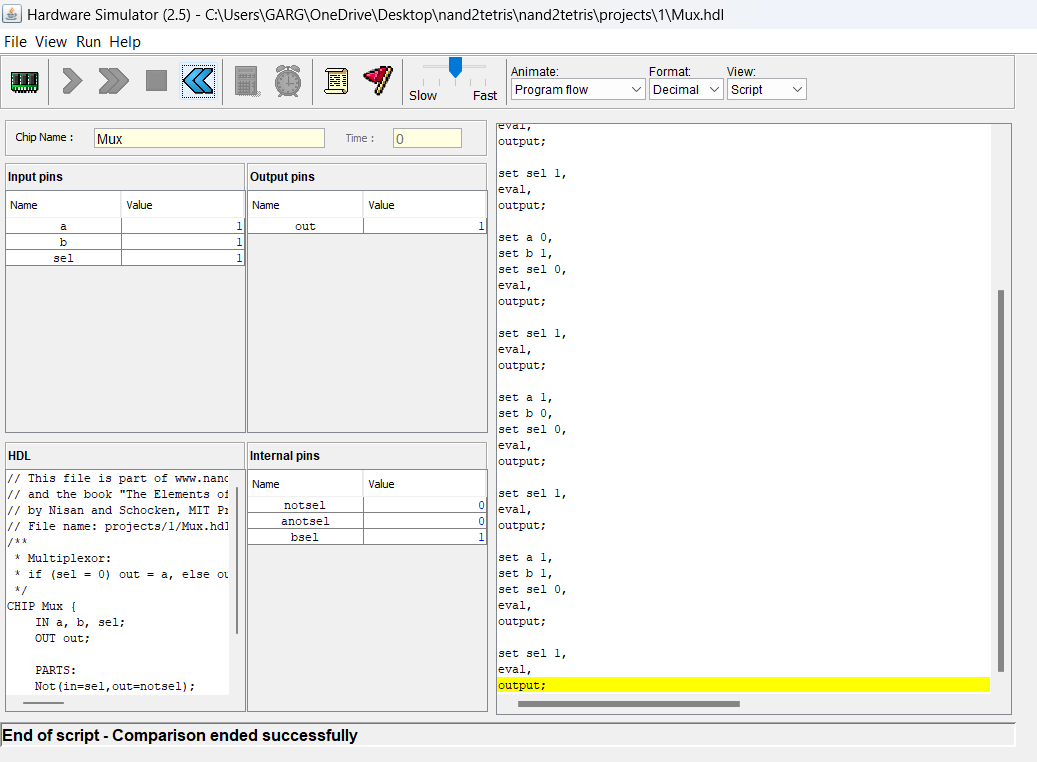 Hardware Simulator (2.5) - C:\Users\GARG\OneDrive\Desktop\nand2tetris\nand2tetris\projects\1\Mux.hdl
File View Run Help
Slow Fast
Animate: Format: View:
Program flow Decimal Script
Chip Name : Mux Time : 0
Input pins
Name Value
a 1
b 1
sel 1
Output pins
Name Value
out 1
HDL
// This file is part of www.nand
// and the book "The Elements of
// by Nisan and Schocken, MIT Pr
// File name: projects/1/Mux.hdl
/**
* Multiplexor:
* if (sel = 0) out = a, else ou
*/
CHIP Mux {
IN a, b, sel;
OUT out;
PARTS:
Not(in=sel,out=notsel);
Internal pins
Name Value
notsel 0
anotsel 0
bsel 1
eval,
output;
set sel 1,
eval,
output;
set a 0,
set b 1,
set sel 0,
eval,
output;
set sel 1,
eval,
output;
set a 1,
set b 0,
set sel 0,
eval,
output;
set sel 1,
eval,
output;
set a 1,
set b 1,
set sel 0,
eval,
output;
set sel 1,
eval,
output;
End of script - Comparison ended successfully